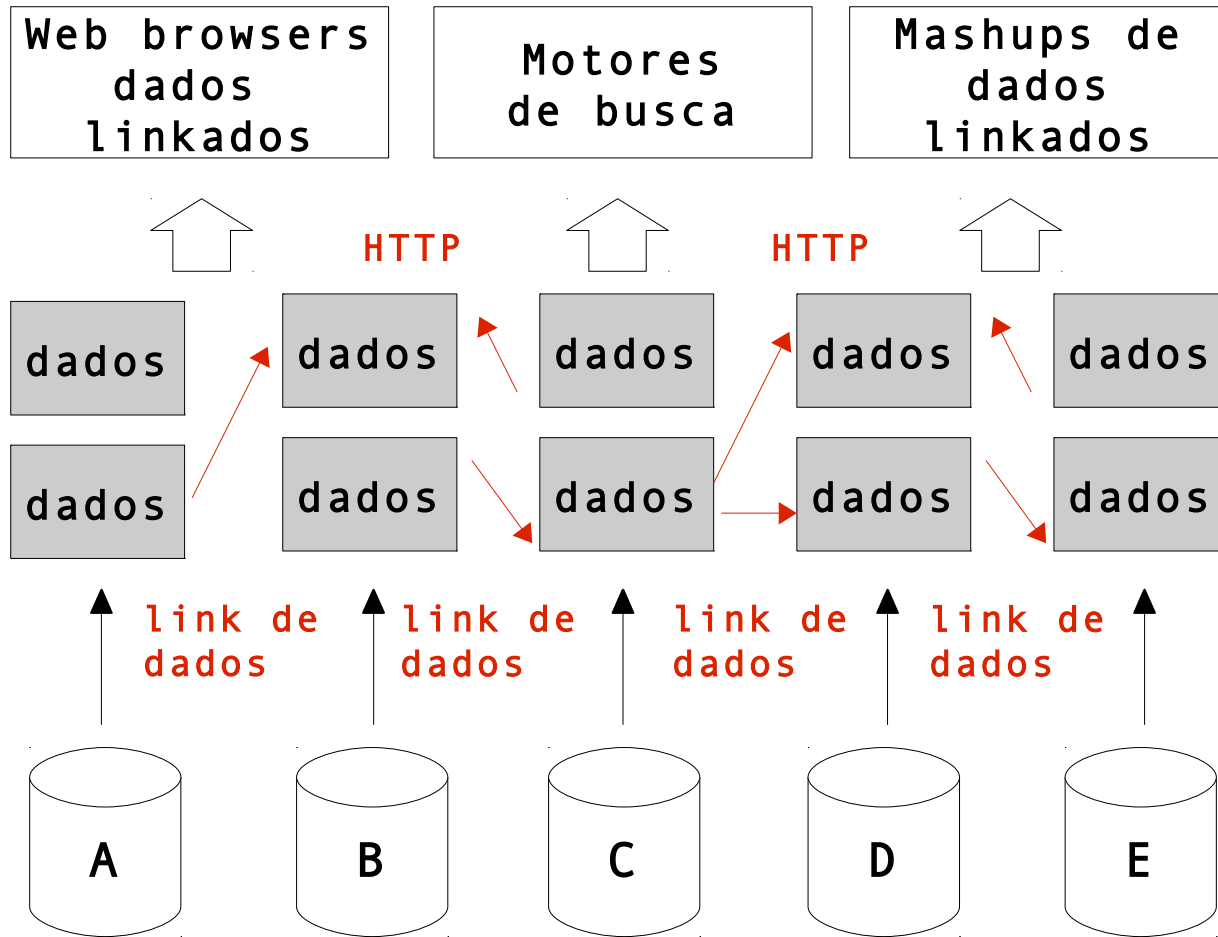 Web browsers
dados
linkados
Motores
de busca
Mashups de
dados
linkados
HTTP
HTTP
dados
dados
dados
dados
dados
dados
dados
dados
dados
dados
link de
dados
link de
dados
link de
dados
link de
dados
A
B
C
D
E